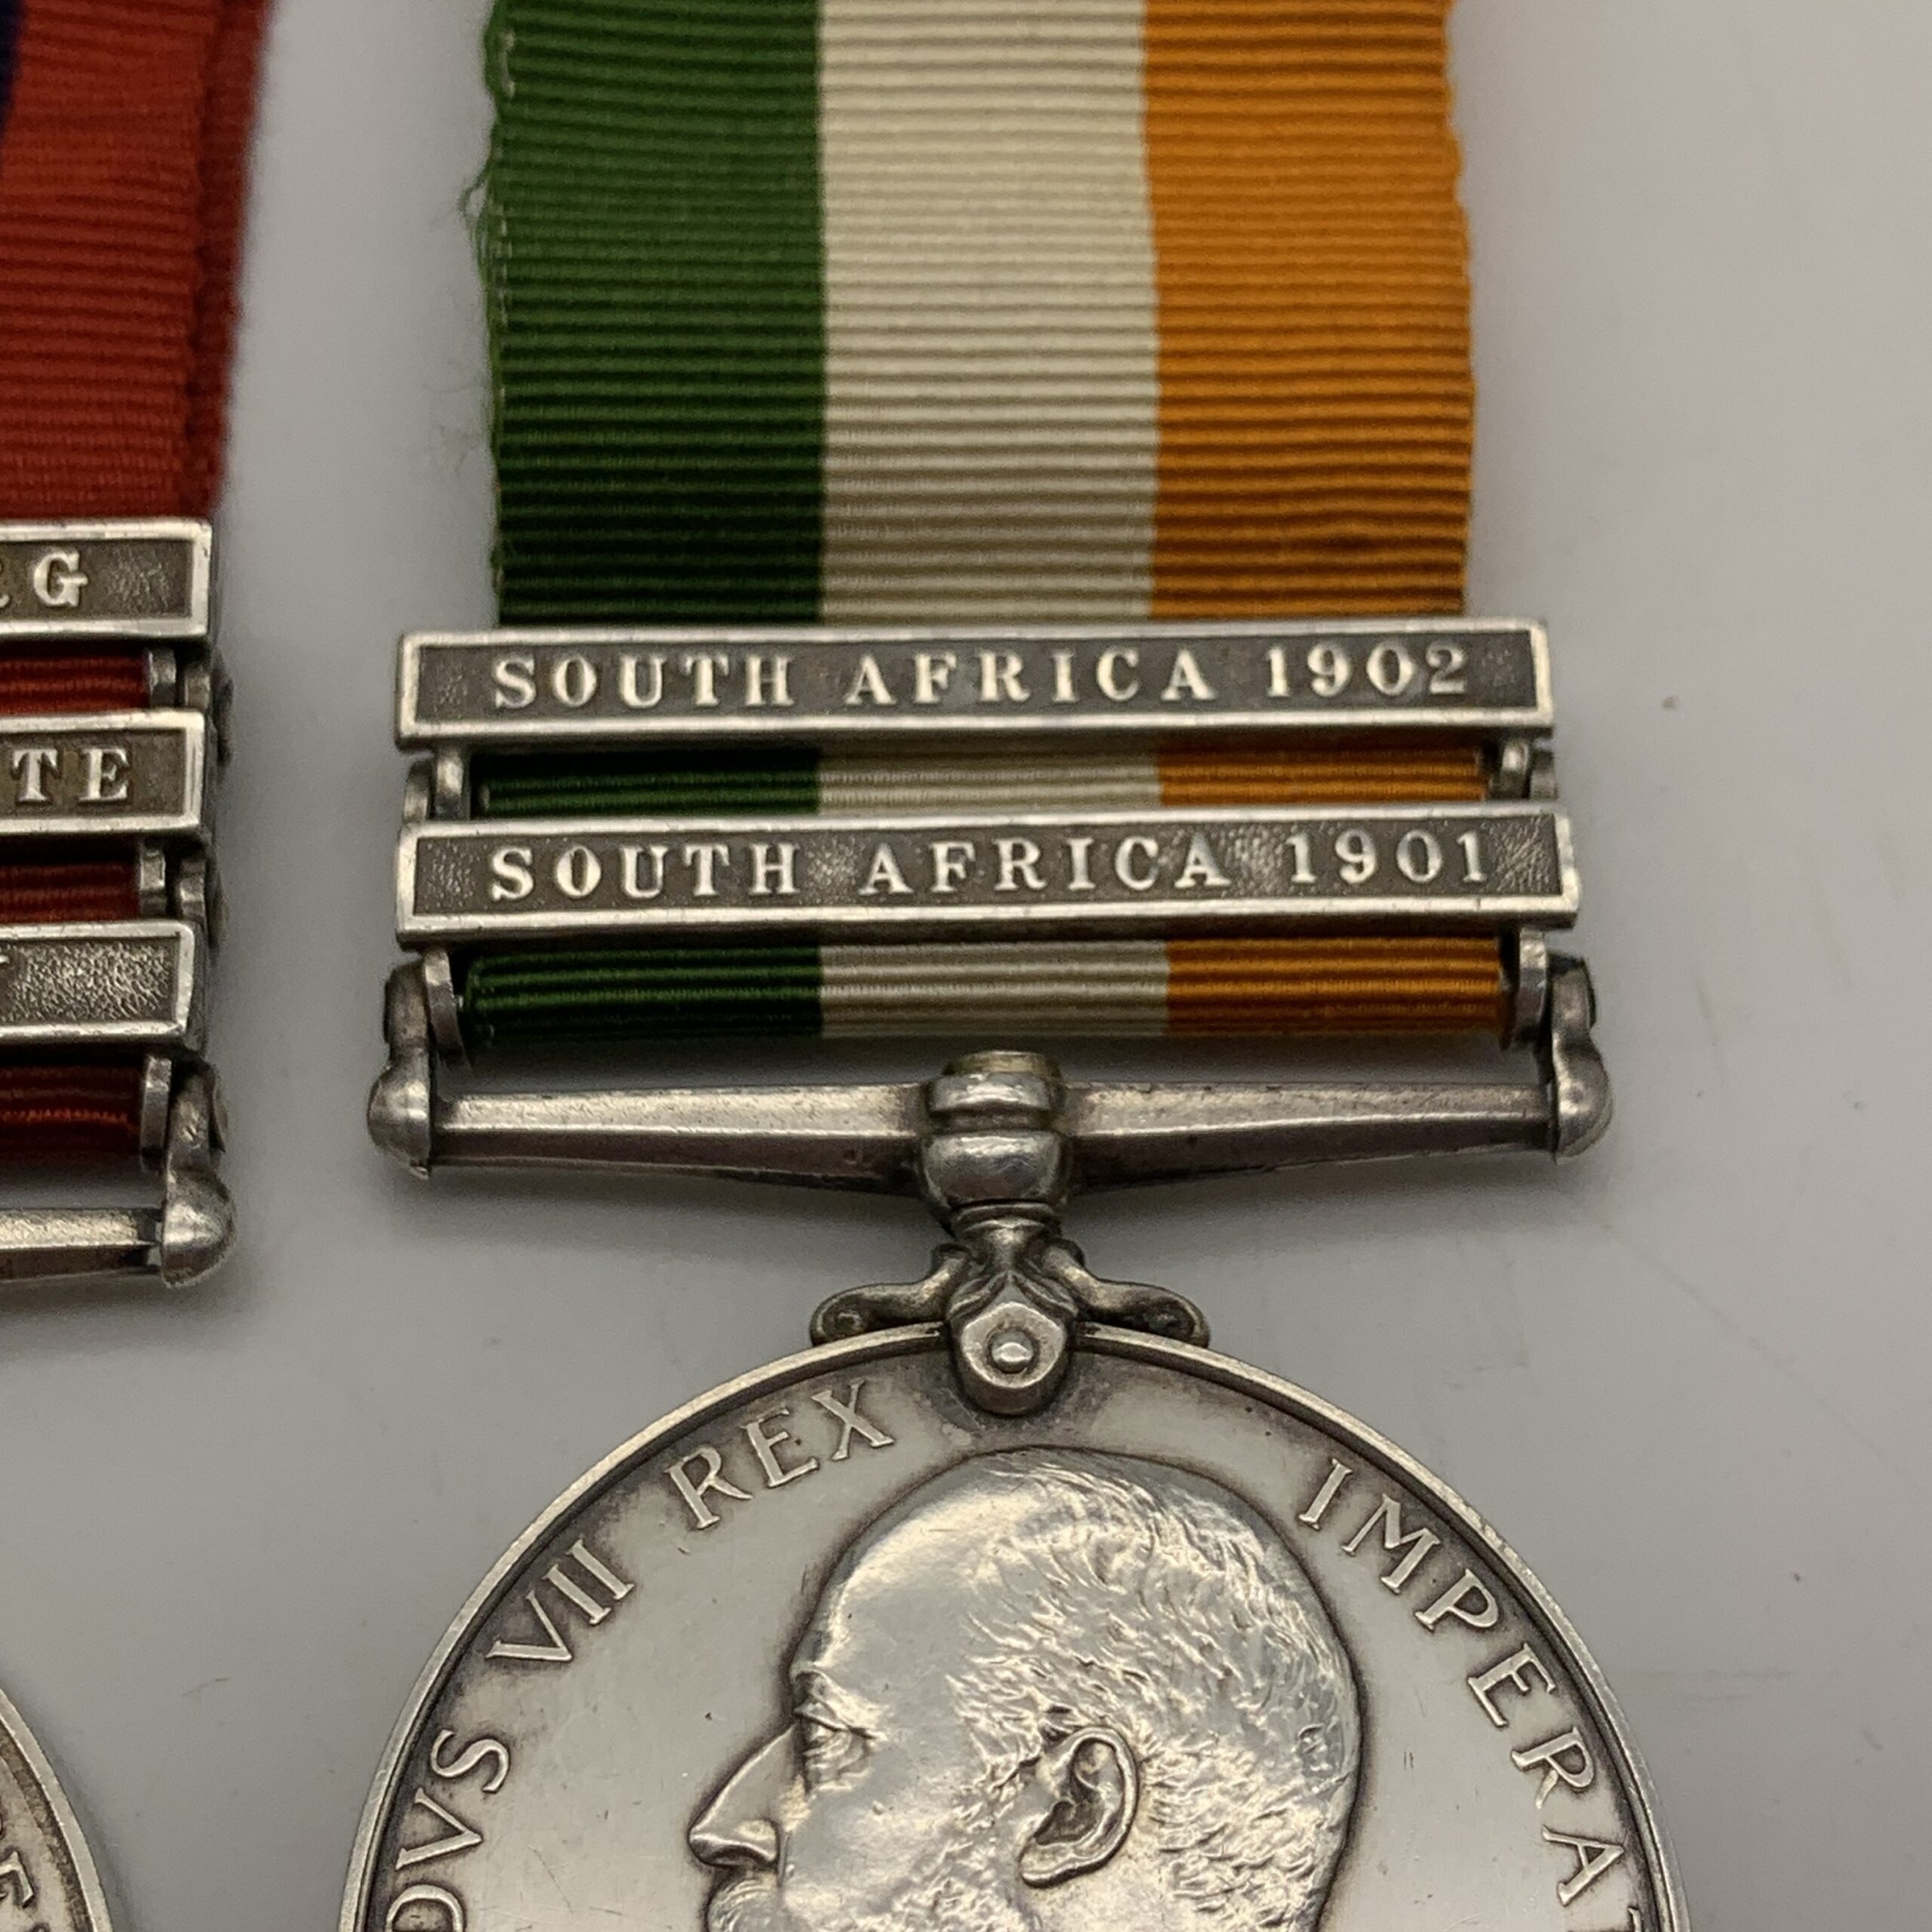 SOUTH AFRICA 1902
SOUTH AFRICA 1901
VII REX IMPERA